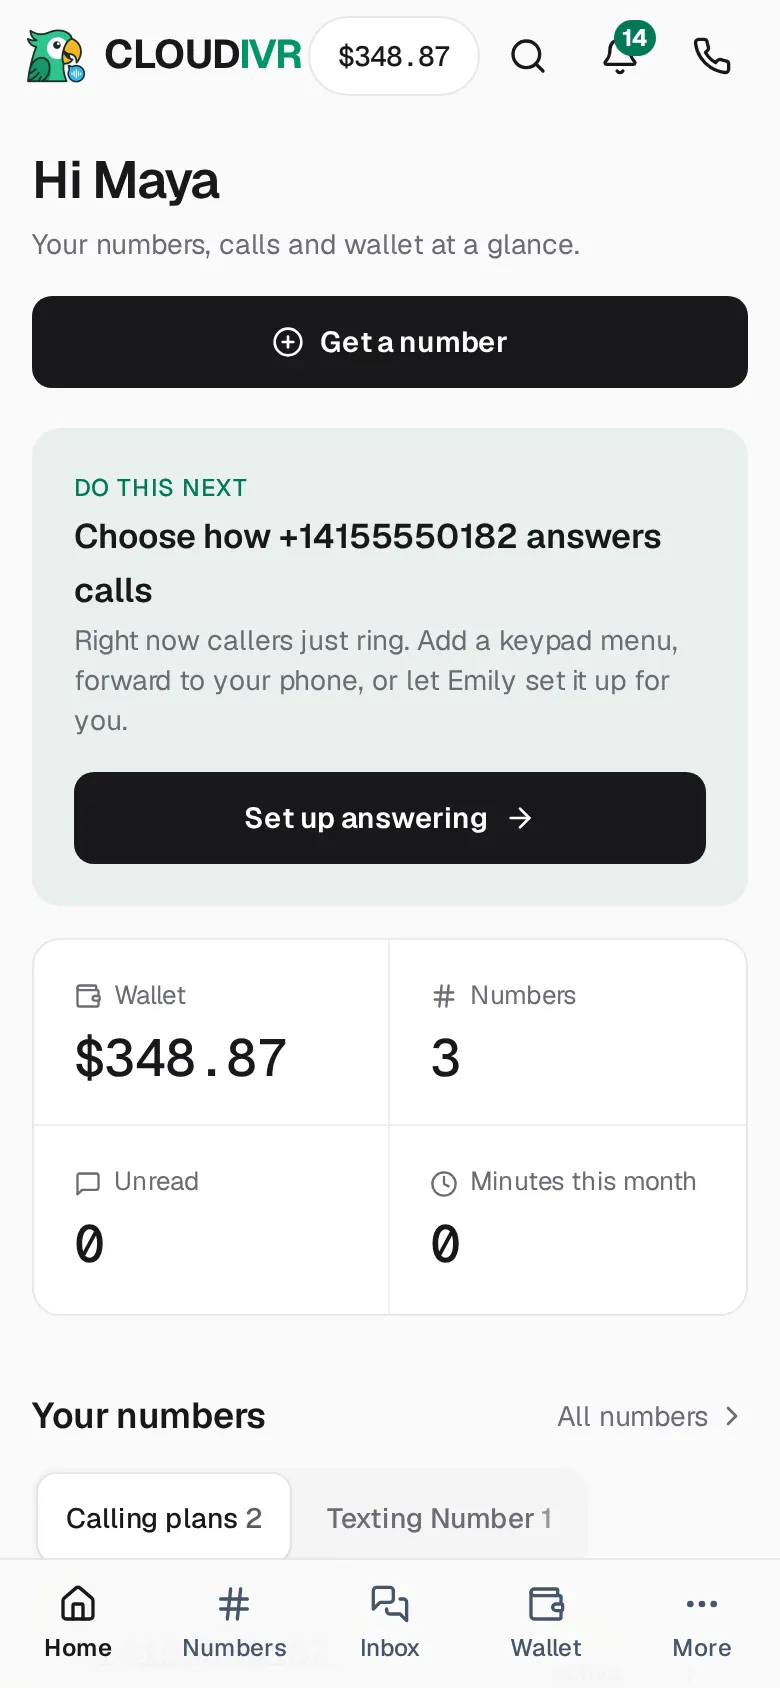 CLOUDIVR
$348.87
14
Hi Maya
Your numbers, calls and wallet at a glance.
Get a number
DO THIS NEXT
Choose how +14155550182 answers
calls
Right now callers just ring. Add a keypad menu,
forward to your phone, or let Emily set it up for
you.
Set up answering
Wallet
$348.87
Numbers
3
Unread
0
Minutes this month
0
Your numbers
All numbers
Calling plans 2
Texting Number 1
Home
Numbers
Inbox
Wallet
More